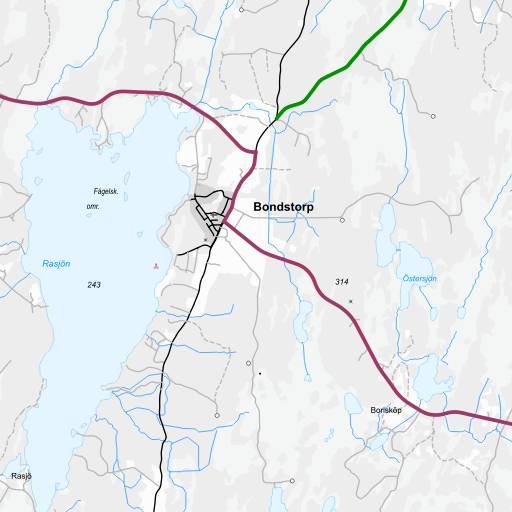 Fågelsk.
omr.
Bondstorp
Rasjön
243
314
Östersjön
Bonsköp
Rasjö